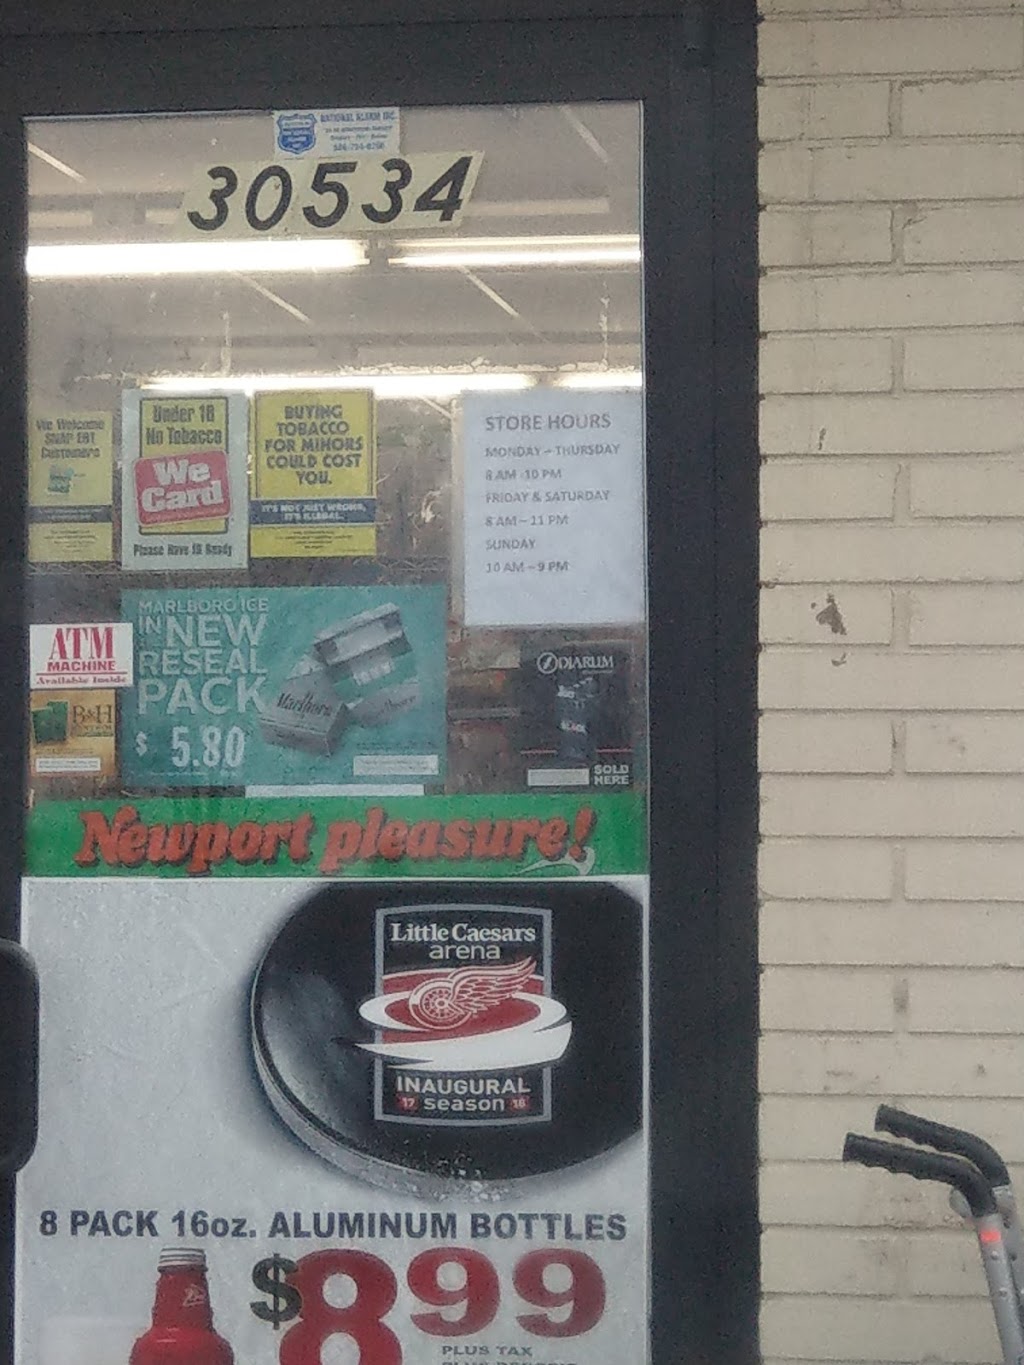 NATIONAL ALARM INC.
30534
We Welcome
SNAP EBT
Customers
Under 18
No Tobacco
We
Card
Please Have ID Ready
BUYING
TOBACCO
FOR MINORS
COULD COST
YOU.
IT'S NOT JUST WRONG,
IT'S ILLEGAL.
STORE HOURS
MONDAY – THURSDAY
8 AM -10 PM
FRIDAY & SATURDAY
8 AM – 11 PM
SUNDAY
10 AM – 9 PM
ATM
MACHINE
Available Inside
B&H
MARLBORO ICE
IN NEW
RESEAL
PACK
$ 5.80
Marlboro
DJARUM
BLACK
SOLD
HERE
Newport pleasure!
Little Caesars
arena
INAUGURAL
17 season 18
8 PACK 16oz. ALUMINUM BOTTLES
$899
PLUS TAX